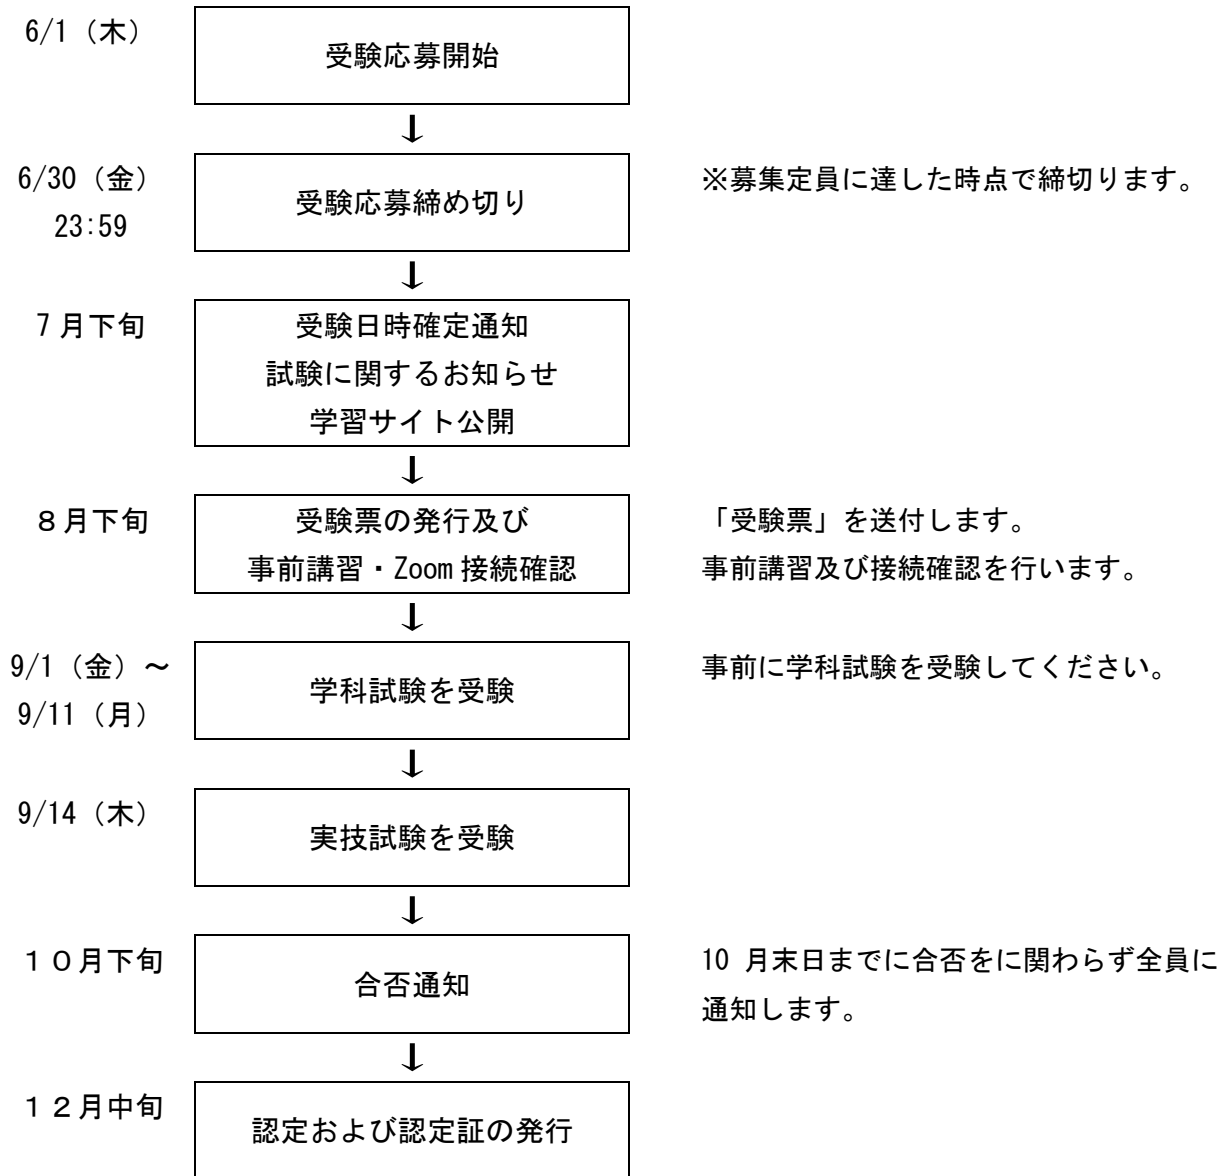 6/1（木）
受験応募開始
↓
6/30（金）
23:59
受験応募締め切り
※募集定員に達した時点で締切ります。
↓
7月下旬
受験日時確定通知
試験に関するお知らせ
学習サイト公開
↓
８月下旬
受験票の発行及び
事前講習・Zoom接続確認
「受験票」を送付します。
事前講習及び接続確認を行います。
↓
9/1（金）～
9/11（月）
学科試験を受験
事前に学科試験を受験してください。
↓
9/14（木）
実技試験を受験
↓
１０月下旬
合否通知
10 月末日までに合否をに関わらず全員に
通知します。
↓
１２月中旬
認定および認定証の発行